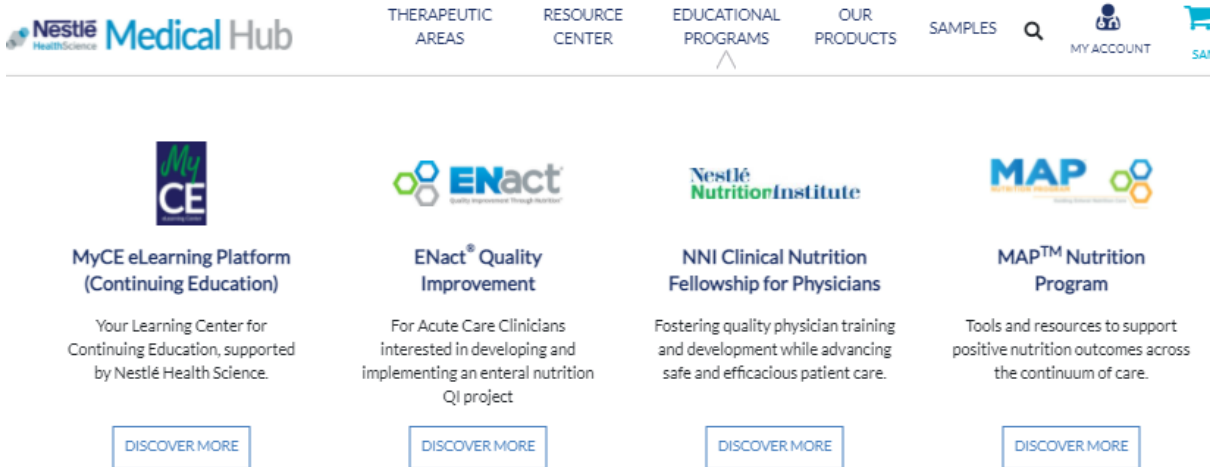 Nestlé
HealthScience
Medical Hub
THERAPEUTIC
AREAS
RESOURCE
CENTER
EDUCATIONAL
PROGRAMS
OUR
PRODUCTS
SAMPLES
MY ACCOUNT
SAM
My
CE
eLearning Center
ENact
Quality Improvement Through Nutrition
Nestlé
NutritionInstitute
MAP
NUTRITION PROGRAM
MyCE eLearning Platform
(Continuing Education)
Your Learning Center for
Continuing Education, supported
by Nestlé Health Science.
DISCOVER MORE
ENact® Quality
Improvement
For Acute Care Clinicians
interested in developing and
implementing an enteral nutrition
QI project
DISCOVER MORE
NNI Clinical Nutrition
Fellowship for Physicians
Fostering quality physician training
and development while advancing
safe and efficacious patient care.
DISCOVER MORE
MAP™ Nutrition
Program
Tools and resources to support
positive nutrition outcomes across
the continuum of care.
DISCOVER MORE